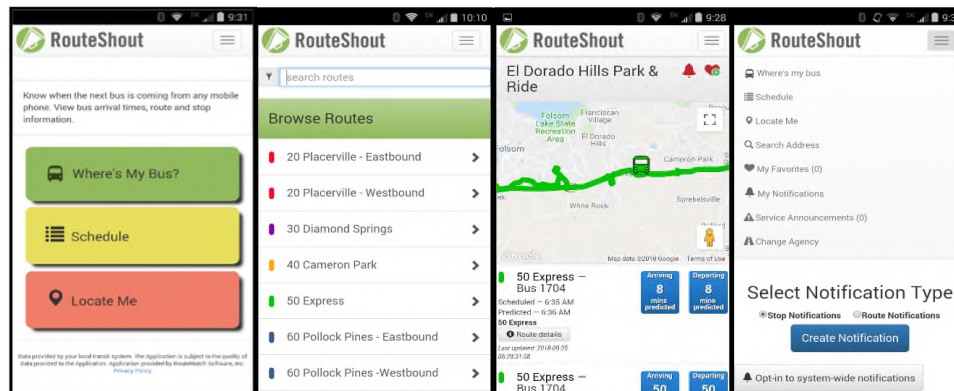 9:31
RouteShout
Know when the next bus is coming from any mobile
phone. View bus arrival times, route and stop
information.
Where's My Bus?
Schedule
Locate Me
Data provided by your local transit system. The Application is subject to the quality of
data provided to the Application. Application provided by RouteMatch Software, Inc.
Privacy Policy
10:10
RouteShout
search routes
Browse Routes
20 Placerville - Eastbound
20 Placerville - Westbound
30 Diamond Springs
40 Cameron Park
50 Express
60 Pollock Pines - Eastbound
60 Pollock Pines -Westbound
9:28
RouteShout
El Dorado Hills Park &
Ride
Folsom
Lake State
Recreation
Area
Franciscan
Village
El Dorado
Hills
olsom
Cameron Park
White Rock
Sprekelsville
Google
Map data ©2018 Google
Terms of Use
50 Express –
Bus 1704
Scheduled – 6:35 AM
Predicted – 6:36 AM
50 Express
Route details
Last updated: 2018-09-25
06:28:31.08
Arriving
8
mins
predicted
Departing
8
mins
predicted
50 Express –
Bus 1704
Arriving
50
Departing
50
RouteShout
Where's my bus
Schedule
Locate Me
Search Address
My Favorites (0)
My Notifications
Service Announcements (0)
Change Agency
Select Notification Type
Stop Notifications
Route Notifications
Create Notification
Opt-in to system-wide notifications